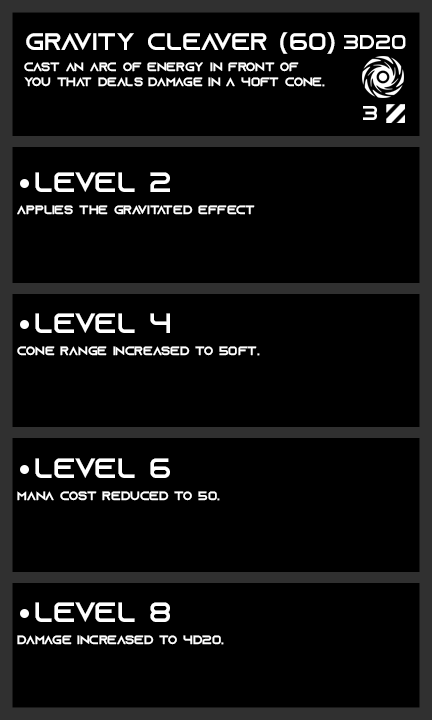 GRAVITY CLEAVER (60) 3D20
CAST AN ARC OF ENERGY IN FRONT OF
YOU THAT DEALS DAMAGE IN A 40FT CONE.
3
•LEVEL 2
APPLIES THE GRAVITATED EFFECT
•LEVEL 4
CONE RANGE INCREASED TO 50FT.
•LEVEL 6
MANA COST REDUCED TO 50.
•LEVEL 8
DAMAGE INCREASED TO 4D20.